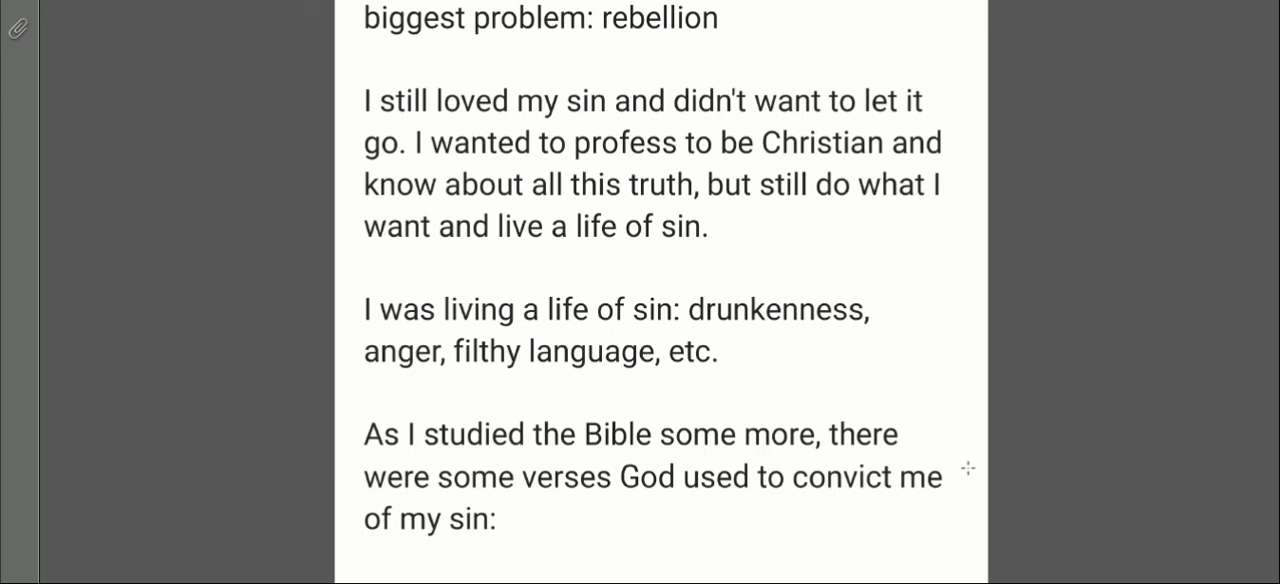 biggest problem: rebellion
I still loved my sin and didn't want to let it
go. I wanted to profess to be Christian and
know about all this truth, but still do what I
want and live a life of sin.
I was living a life of sin: drunkenness,
anger, filthy language, etc.
As I studied the Bible some more, there
were some verses God used to convict me
of my sin: